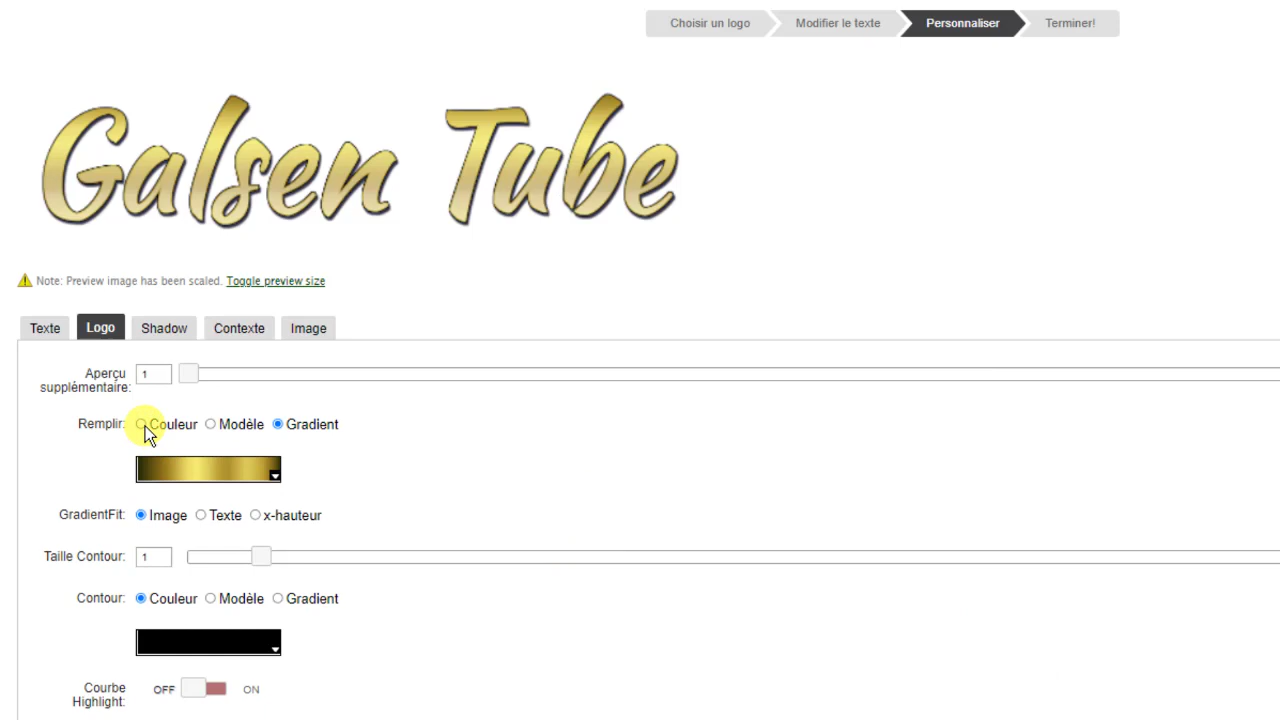 Choisir un logo Modifier le texte Personnaliser Terminer!
Galsen Tube
Note: Preview image has been scaled. Toggle preview size
Texte Logo Shadow Contexte Image
Aperçu supplémentaire: 1
Remplir: Couleur Modèle Gradient
GradientFit: Image Texte x-hauteur
Taille Contour: 1
Contour: Couleur Modèle Gradient
Courbe Highlight: OFF ON